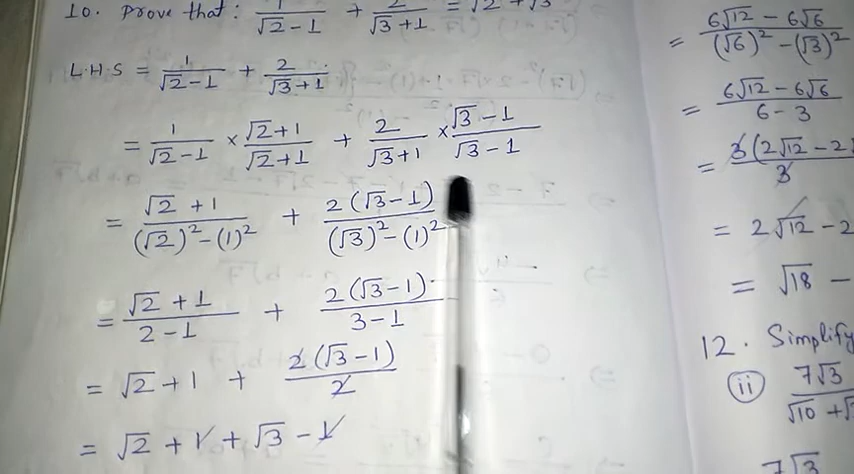 10. Prove that: 1/(√2-1) + 2/(√3+1) = √2+√3
L.H.S = 1/(√2-1) + 2/(√3+1)
= 1/(√2-1) × (√2+1)/(√2+1) + 2/(√3+1) × (√3-1)/(√3-1)
= (√2+1)/((√2)²-(1)²) + 2(√3-1)/((√3)²-(1)²)
= (√2+1)/(2-1) + 2(√3-1)/(3-1)
= √2+1 + 2(√3-1)/2
= √2+1+√3-1
= (6√12-6√6)/((√6)²-(√3)²)
= (6√12-6√6)/(6-3)
= 3(2√12-2/3
= 2√12-2
= √18 -
12. Simplify
(ii) 7√3/(√10+√
7√3